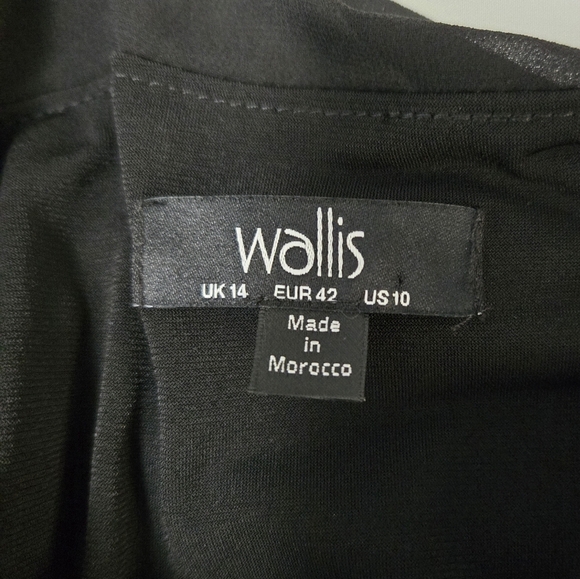 wallis
UK 14 EUR 42 US 10
Made
in
Morocco